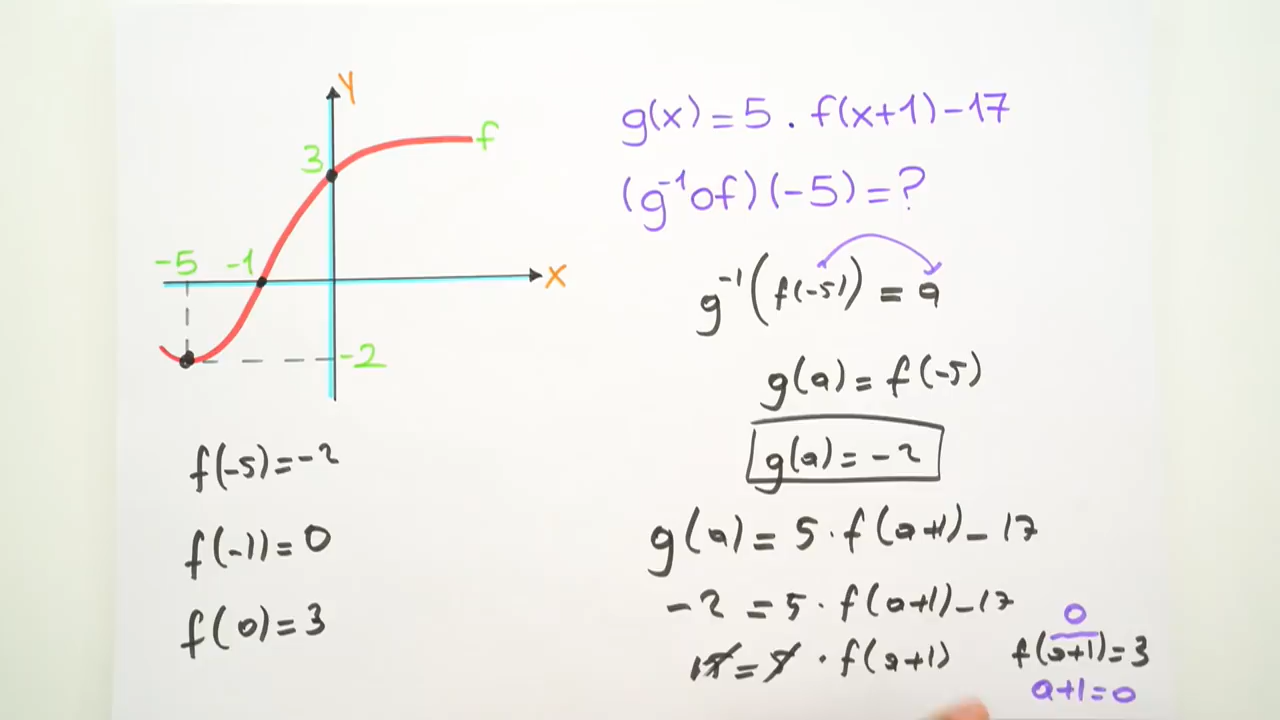 Y
f
3
-5
-1
X
-2
f(-5)=-2
f(-1)=0
f(0)=3
g(x)=5.f(x+1)-17
(g⁻¹of)(-5)=?
g⁻¹(f(-5))=a
g(a)=f(-5)
g(a)=-2
g(a)=5.f(a+1)-17
-2=5.f(a+1)-17
15=5.f(a+1)
0
f(a+1)=3
a+1=0